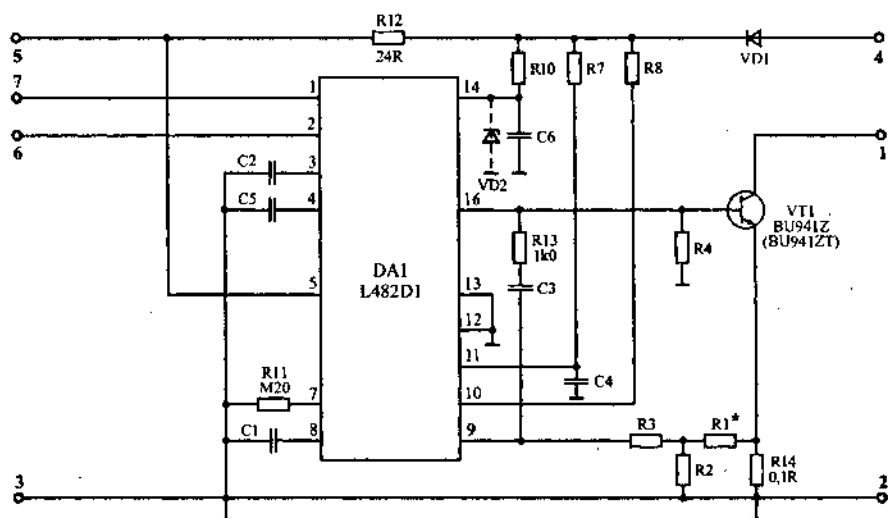 R12
24R
5
4
VD1
R10
R7
R8
7
1
14
6
2
C6
1
VD2
C2
3
C5
4
16
VT1
BU941Z
(BU941ZT)
R13
1k0
R4
DA1
L482D1
5
13
C3
12
11
R11
M20
7
C4
10
C1
8
9
R3
R1*
R2
R14
0,1R
3
2